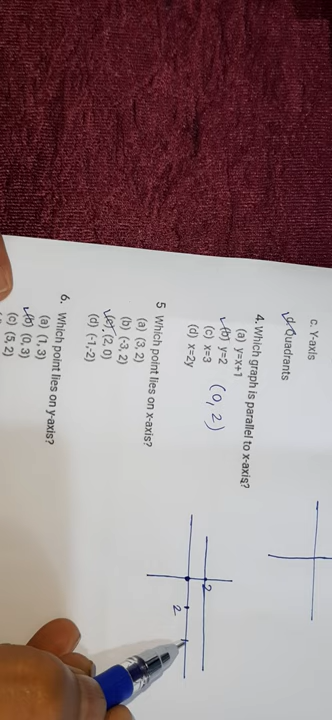 c. Y-axis
d. Quadrants
4. Which graph is parallel to x-axis?
(a) y=x+1
(b) y=2 (0, 2)
(c) x=3
(d) x=2y
2
2
5 Which point lies on x-axis?
(a) (3, 2)
(b) (-3, 2)
(c) (2, 0)
(d) (-1,-2)
6. Which point lies on y-axis?
(a) (1, 3)
(b) (0, 3)
(c) (5, 2)